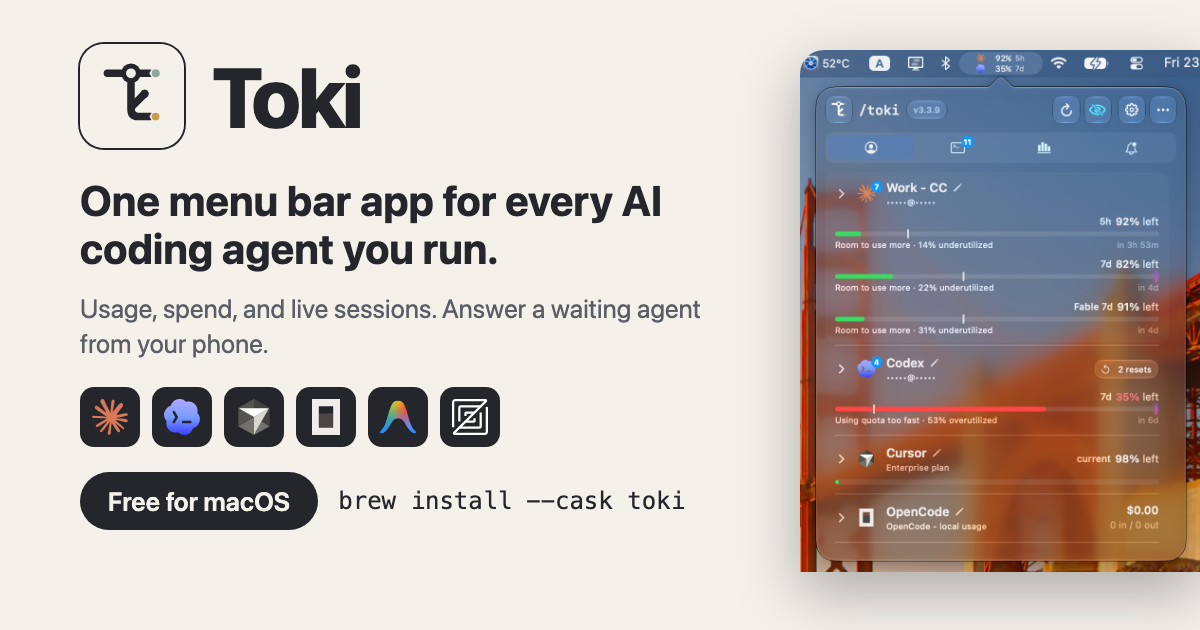 Toki
One menu bar app for every AI
coding agent you run.
Usage, spend, and live sessions. Answer a waiting agent
from your phone.
Free for macOS
brew install --cask toki
52°C
A
92% 5h
35% 7d
Fri 23
/toki
v3.3.9
11
7
Work - CC
•••••@•••••
5h 92% left
Room to use more · 14% underutilized
in 3h 53m
7d 82% left
Room to use more · 22% underutilized
in 4d
Fable 7d 91% left
Room to use more · 31% underutilized
in 4d
4
Codex
•••••@•••••
2 resets
7d 35% left
Using quota too fast · 53% overutilized
in 6d
Cursor
Enterprise plan
current 98% left
OpenCode
OpenCode - local usage
$0.00
0 in / 0 out